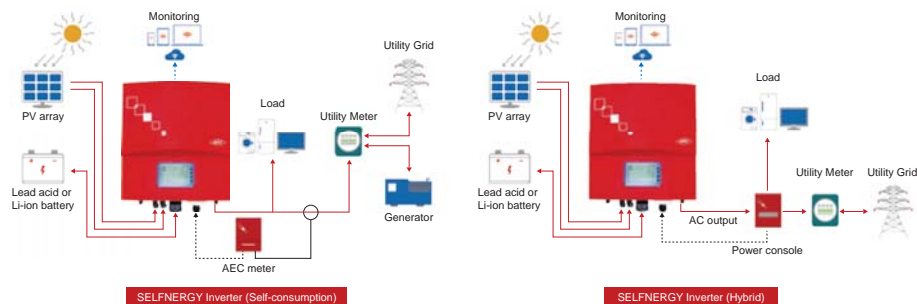 Monitoring
Utility Grid
PV array
Load
Utility Meter
Lead acid or
Li-ion battery
Generator
AEC meter
SELFNERGY Inverter (Self-consumption)
Monitoring
Load
PV array
Utility Meter
Utility Grid
Lead acid or
Li-ion battery
AC output
Power console
SELFNERGY Inverter (Hybrid)